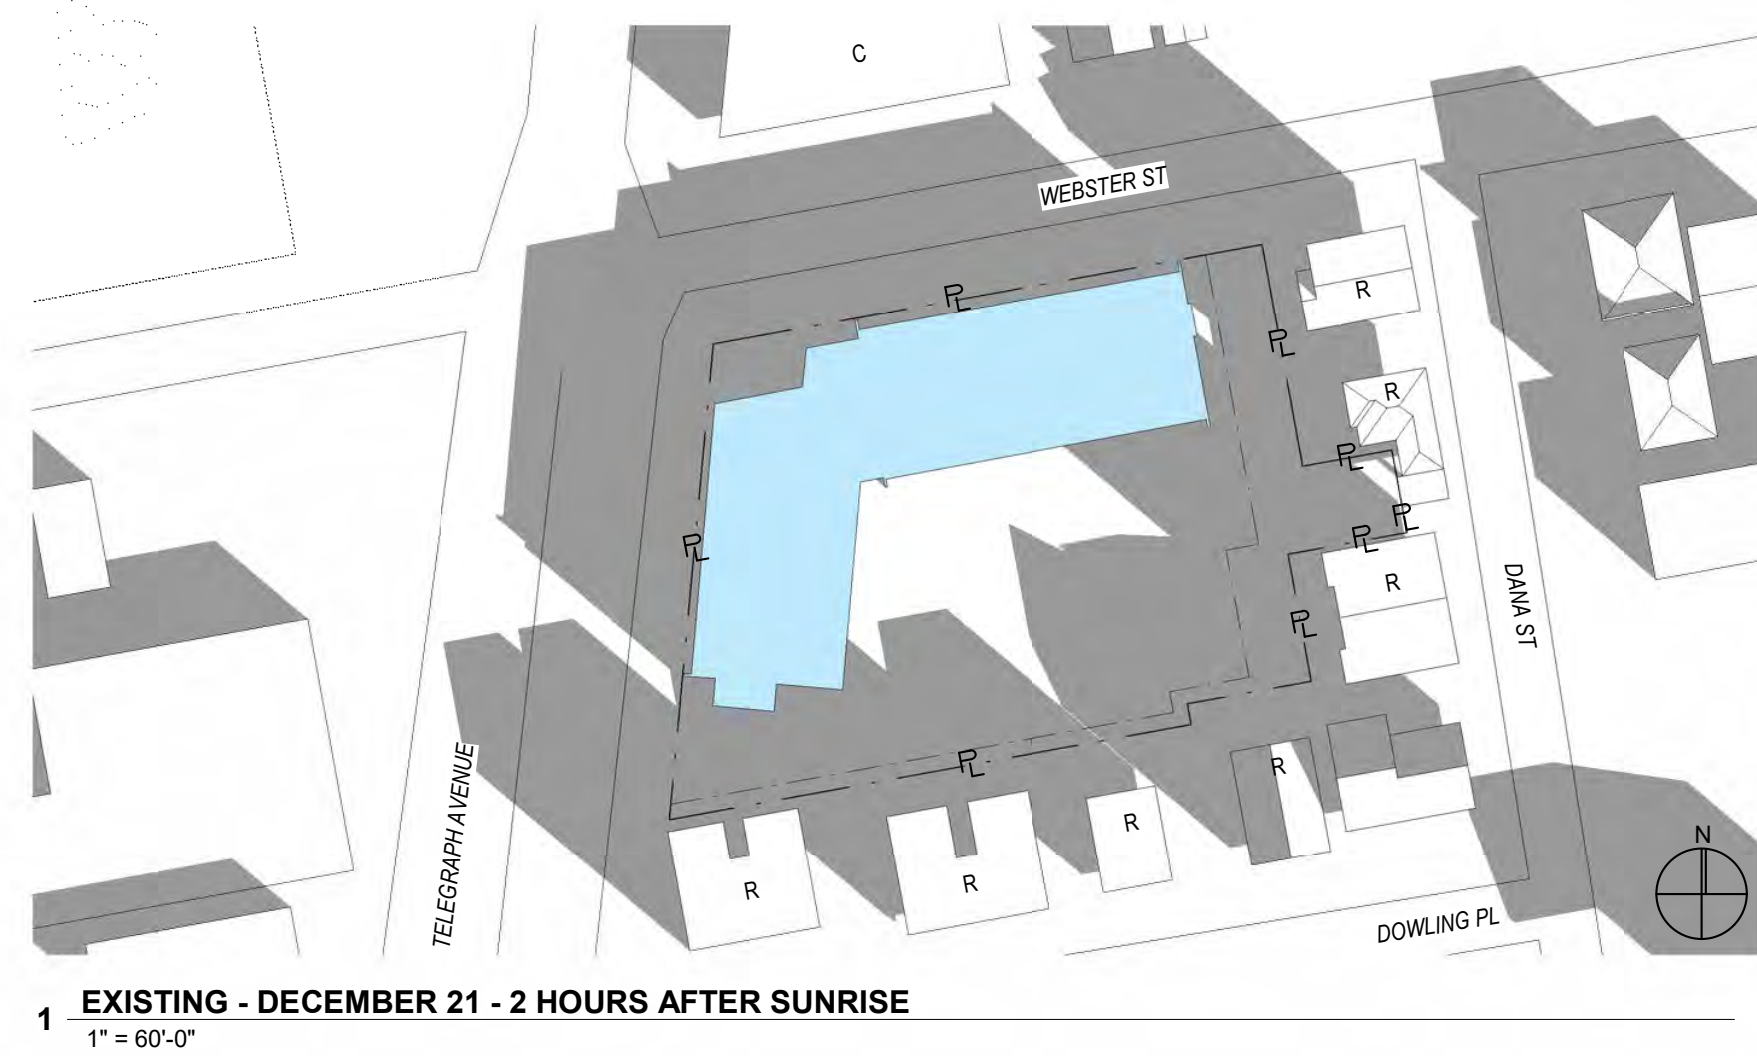 C
WEBSTER ST
PL
R
PL
R
PL
PL
PL
PL
R
DANA ST
PL
TELEGRAPH AVENUE
PL
R
R
R
R
N
DOWLING PL
1 EXISTING - DECEMBER 21 - 2 HOURS AFTER SUNRISE
1" = 60'-0"